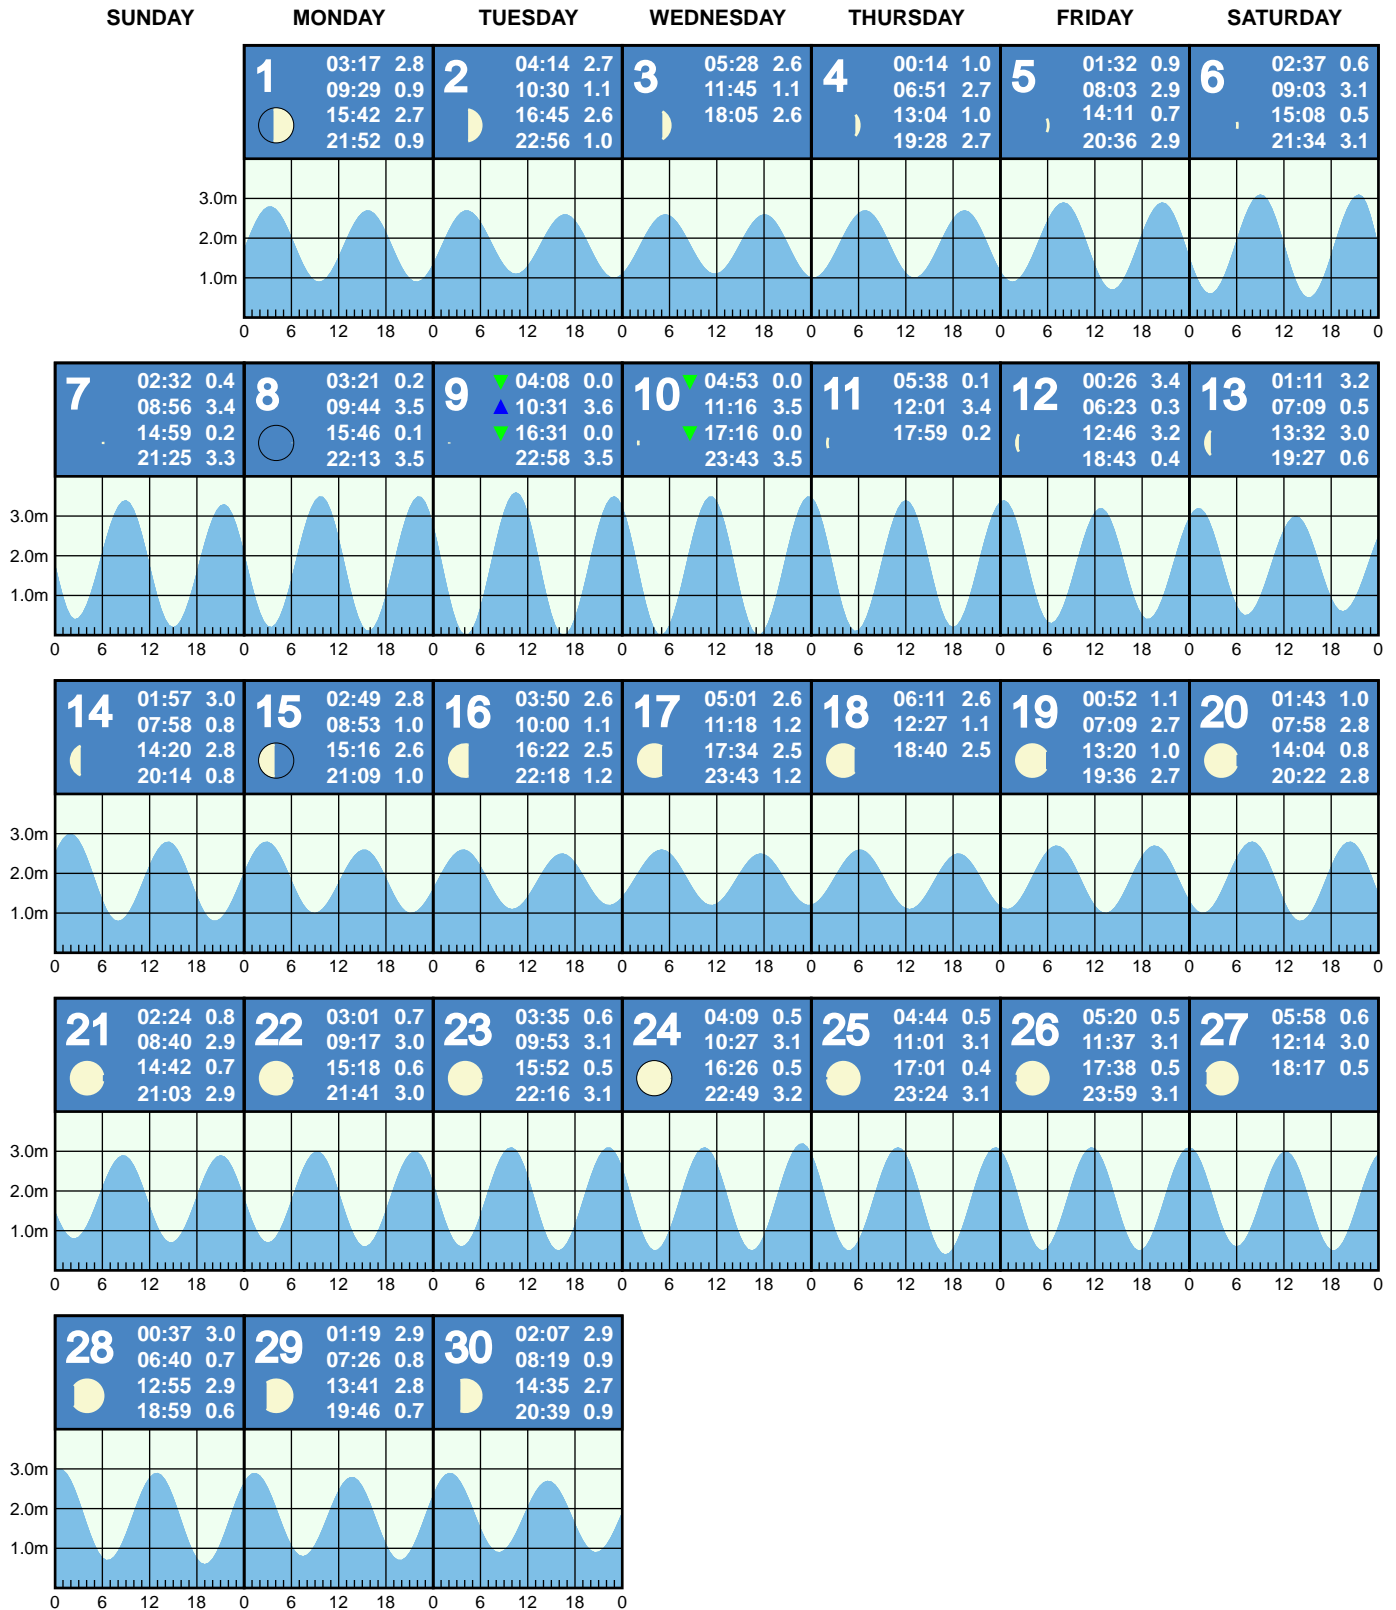 SUNDAY MONDAY TUESDAY WEDNESDAY THURSDAY FRIDAY SATURDAY
1 03:17 2.8
09:29 0.9
15:42 2.7
21:52 0.9
2 04:14 2.7
10:30 1.1
16:45 2.6
22:56 1.0
3 05:28 2.6
11:45 1.1
18:05 2.6
4 00:14 1.0
06:51 2.7
13:04 1.0
19:28 2.7
5 01:32 0.9
08:03 2.9
14:11 0.7
20:36 2.9
6 02:37 0.6
09:03 3.1
15:08 0.5
21:34 3.1
3.0m
2.0m
1.0m
0 6 12 18 0 6 12 18 0 6 12 18 0 6 12 18 0 6 12 18 0 6 12 18 0
7 02:32 0.4
08:56 3.4
14:59 0.2
21:25 3.3
8 03:21 0.2
09:44 3.5
15:46 0.1
22:13 3.5
9 04:08 0.0
10:31 3.6
16:31 0.0
22:58 3.5
10 04:53 0.0
11:16 3.5
17:16 0.0
23:43 3.5
11 05:38 0.1
12:01 3.4
17:59 0.2
12 00:26 3.4
06:23 0.3
12:46 3.2
18:43 0.4
13 01:11 3.2
07:09 0.5
13:32 3.0
19:27 0.6
3.0m
2.0m
1.0m
0 6 12 18 0 6 12 18 0 6 12 18 0 6 12 18 0 6 12 18 0 6 12 18 0 6 12 18 0
14 01:57 3.0
07:58 0.8
14:20 2.8
20:14 0.8
15 02:49 2.8
08:53 1.0
15:16 2.6
21:09 1.0
16 03:50 2.6
10:00 1.1
16:22 2.5
22:18 1.2
17 05:01 2.6
11:18 1.2
17:34 2.5
23:43 1.2
18 06:11 2.6
12:27 1.1
18:40 2.5
19 00:52 1.1
07:09 2.7
13:20 1.0
19:36 2.7
20 01:43 1.0
07:58 2.8
14:04 0.8
20:22 2.8
3.0m
2.0m
1.0m
0 6 12 18 0 6 12 18 0 6 12 18 0 6 12 18 0 6 12 18 0 6 12 18 0 6 12 18 0
21 02:24 0.8
08:40 2.9
14:42 0.7
21:03 2.9
22 03:01 0.7
09:17 3.0
15:18 0.6
21:41 3.0
23 03:35 0.6
09:53 3.1
15:52 0.5
22:16 3.1
24 04:09 0.5
10:27 3.1
16:26 0.5
22:49 3.2
25 04:44 0.5
11:01 3.1
17:01 0.4
23:24 3.1
26 05:20 0.5
11:37 3.1
17:38 0.5
23:59 3.1
27 05:58 0.6
12:14 3.0
18:17 0.5
3.0m
2.0m
1.0m
0 6 12 18 0 6 12 18 0 6 12 18 0 6 12 18 0 6 12 18 0 6 12 18 0 6 12 18 0
28 00:37 3.0
06:40 0.7
12:55 2.9
18:59 0.6
29 01:19 2.9
07:26 0.8
13:41 2.8
19:46 0.7
30 02:07 2.9
08:19 0.9
14:35 2.7
20:39 0.9
3.0m
2.0m
1.0m
0 6 12 18 0 6 12 18 0 6 12 18 0